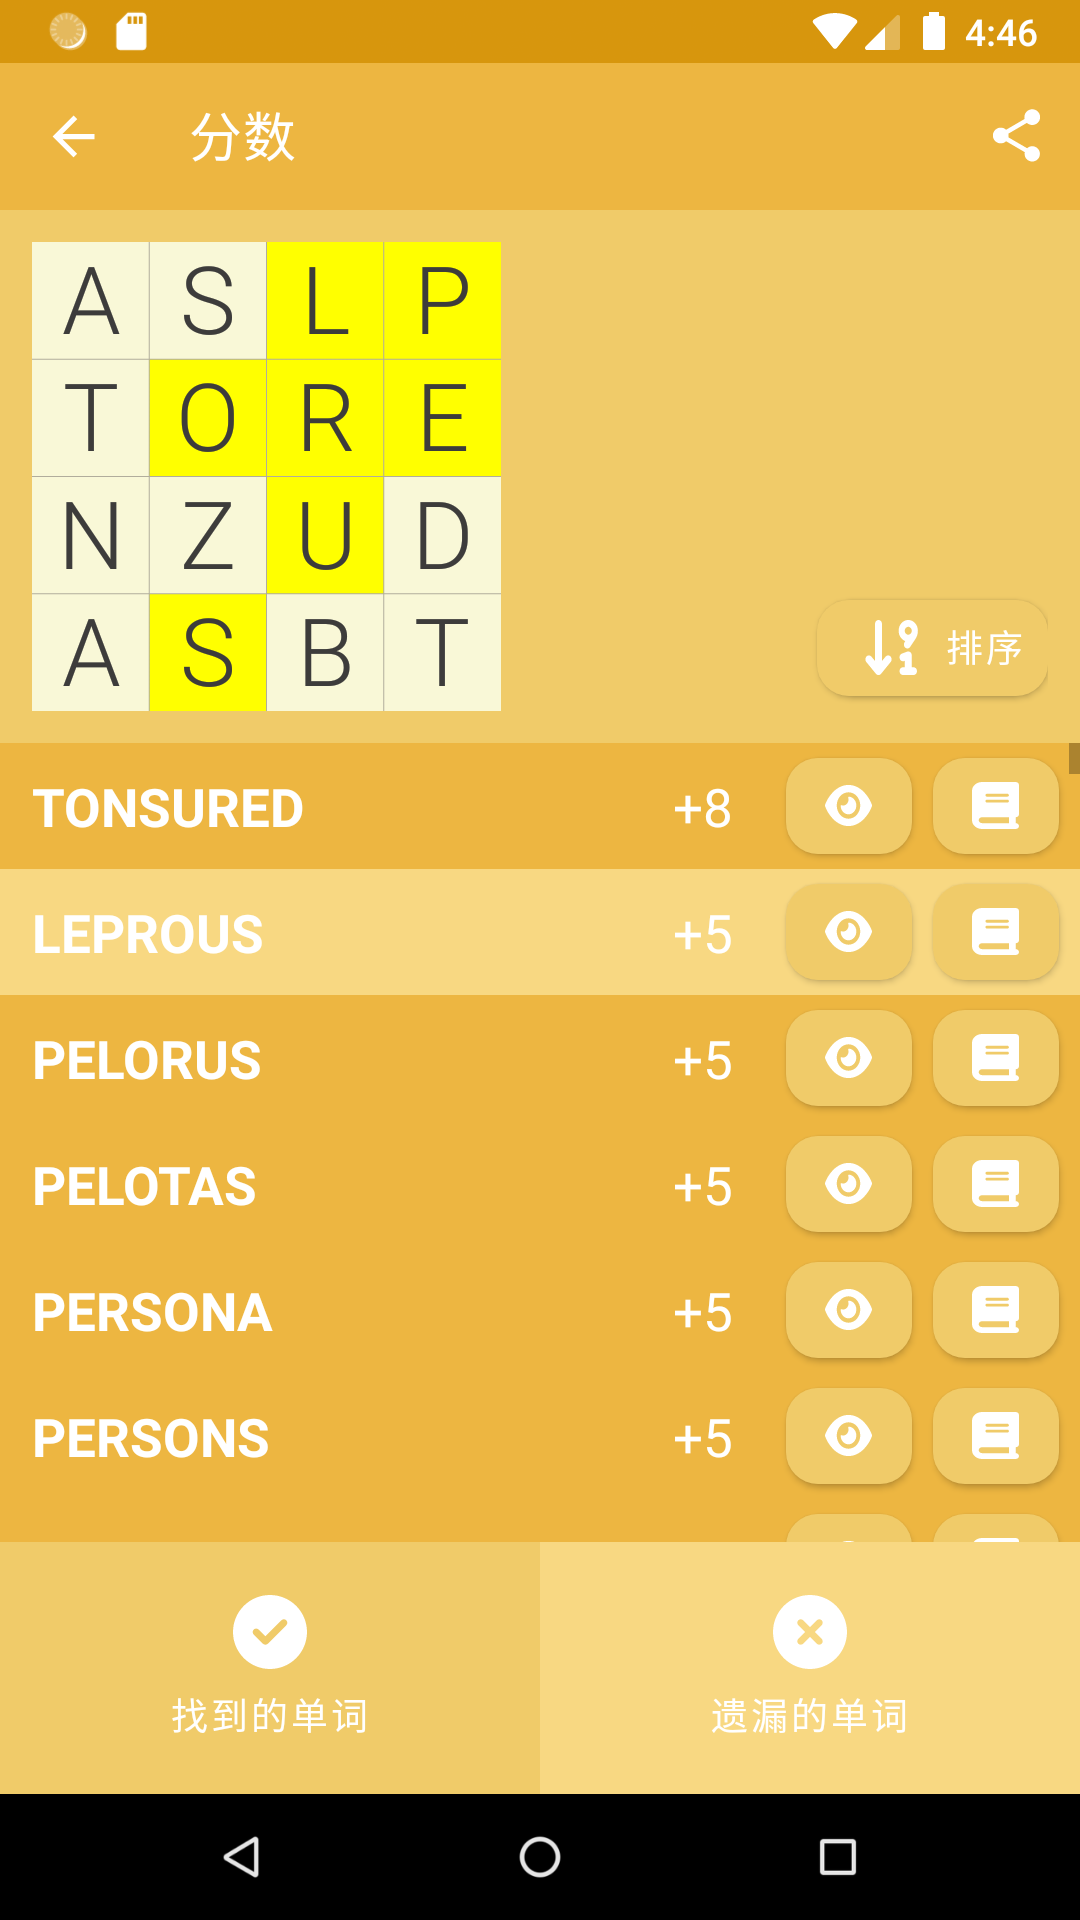 4:46
分数
A S L P
T O R E
N Z U D
A S B T
排序
TONSURED +8
LEPROUS +5
PELORUS +5
PELOTAS +5
PERSONA +5
PERSONS +5
找到的单词
遗漏的单词